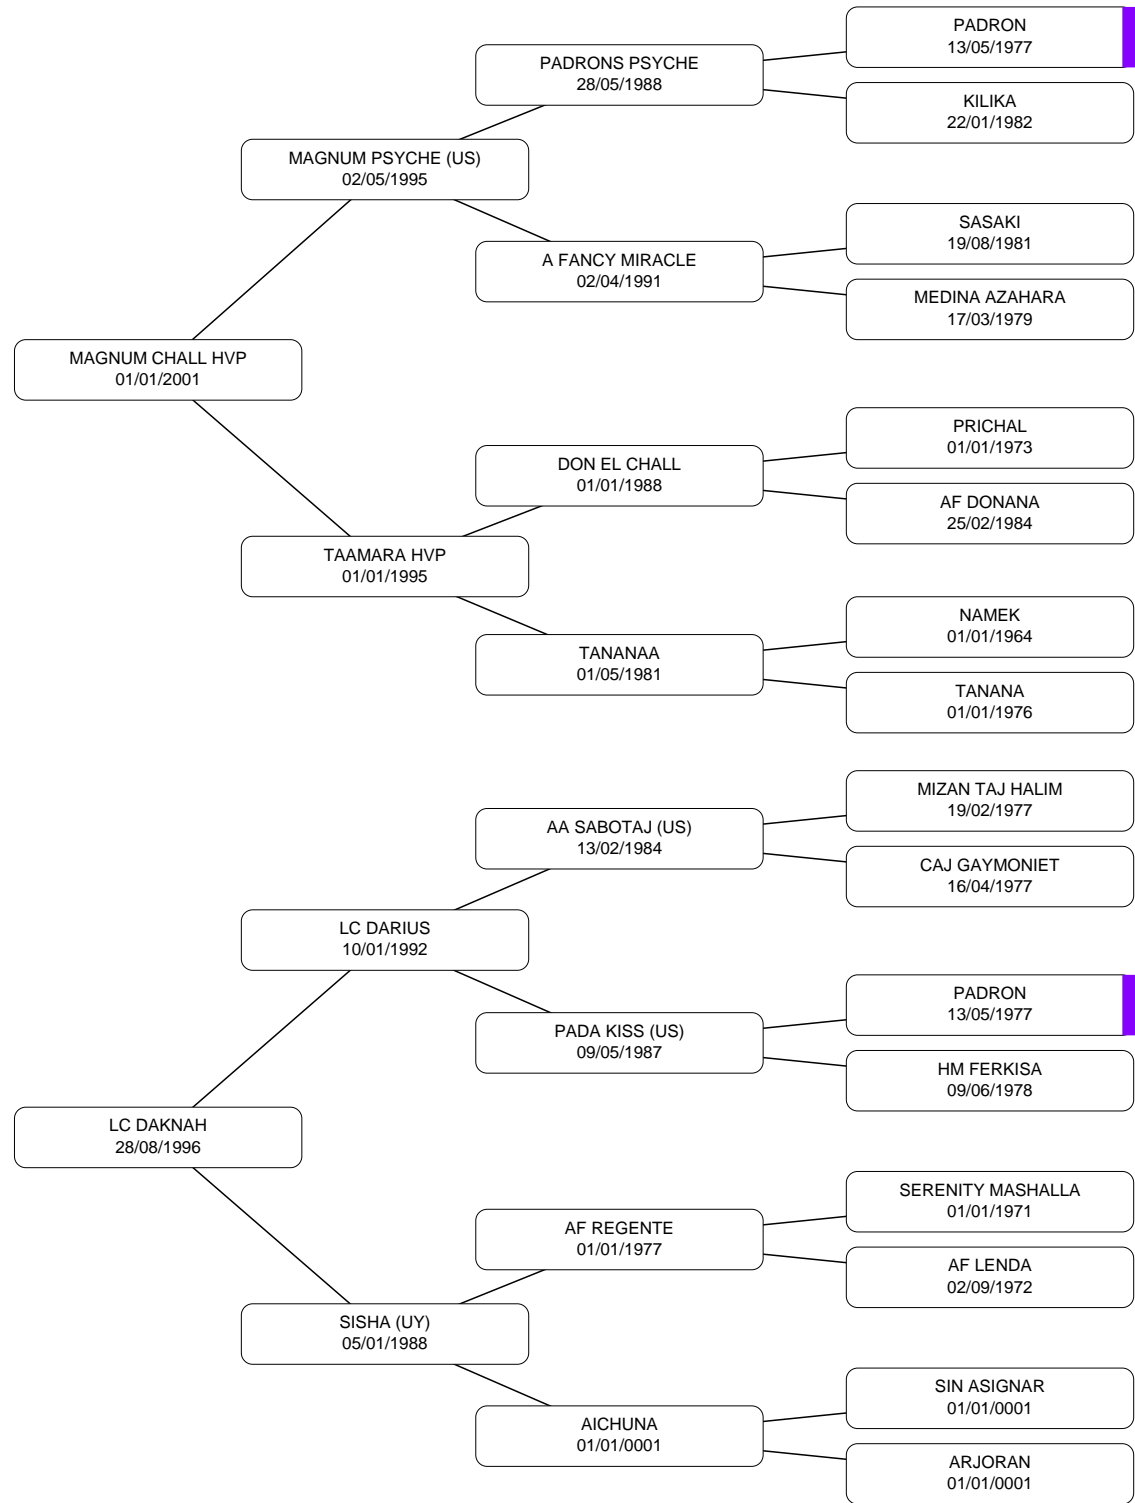 PADRON
13/05/1977
PADRONS PSYCHE
28/05/1988
KILIKA
22/01/1982
MAGNUM PSYCHE (US)
02/05/1995
SASAKI
19/08/1981
A FANCY MIRACLE
02/04/1991
MEDINA AZAHARA
17/03/1979
MAGNUM CHALL HVP
01/01/2001
PRICHAL
01/01/1973
DON EL CHALL
01/01/1988
AF DONANA
25/02/1984
TAAMARA HVP
01/01/1995
NAMEK
01/01/1964
TANANAA
01/05/1981
TANANA
01/01/1976
MIZAN TAJ HALIM
19/02/1977
AA SABOTAJ (US)
13/02/1984
CAJ GAYMONIET
16/04/1977
LC DARIUS
10/01/1992
PADRON
13/05/1977
PADA KISS (US)
09/05/1987
HM FERKISA
09/06/1978
LC DAKNAH
28/08/1996
SERENITY MASHALLA
01/01/1971
AF REGENTE
01/01/1977
AF LENDA
02/09/1972
SISHA (UY)
05/01/1988
SIN ASIGNAR
01/01/0001
AICHUNA
01/01/0001
ARJORAN
01/01/0001